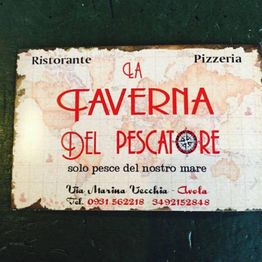 Ristorante Pizzeria
LA
TAVERNA
DEL PESCATORE
solo pesce del nostro mare
Via Marina Vecchia - Avola
Tel. 0931.562218 3492152848